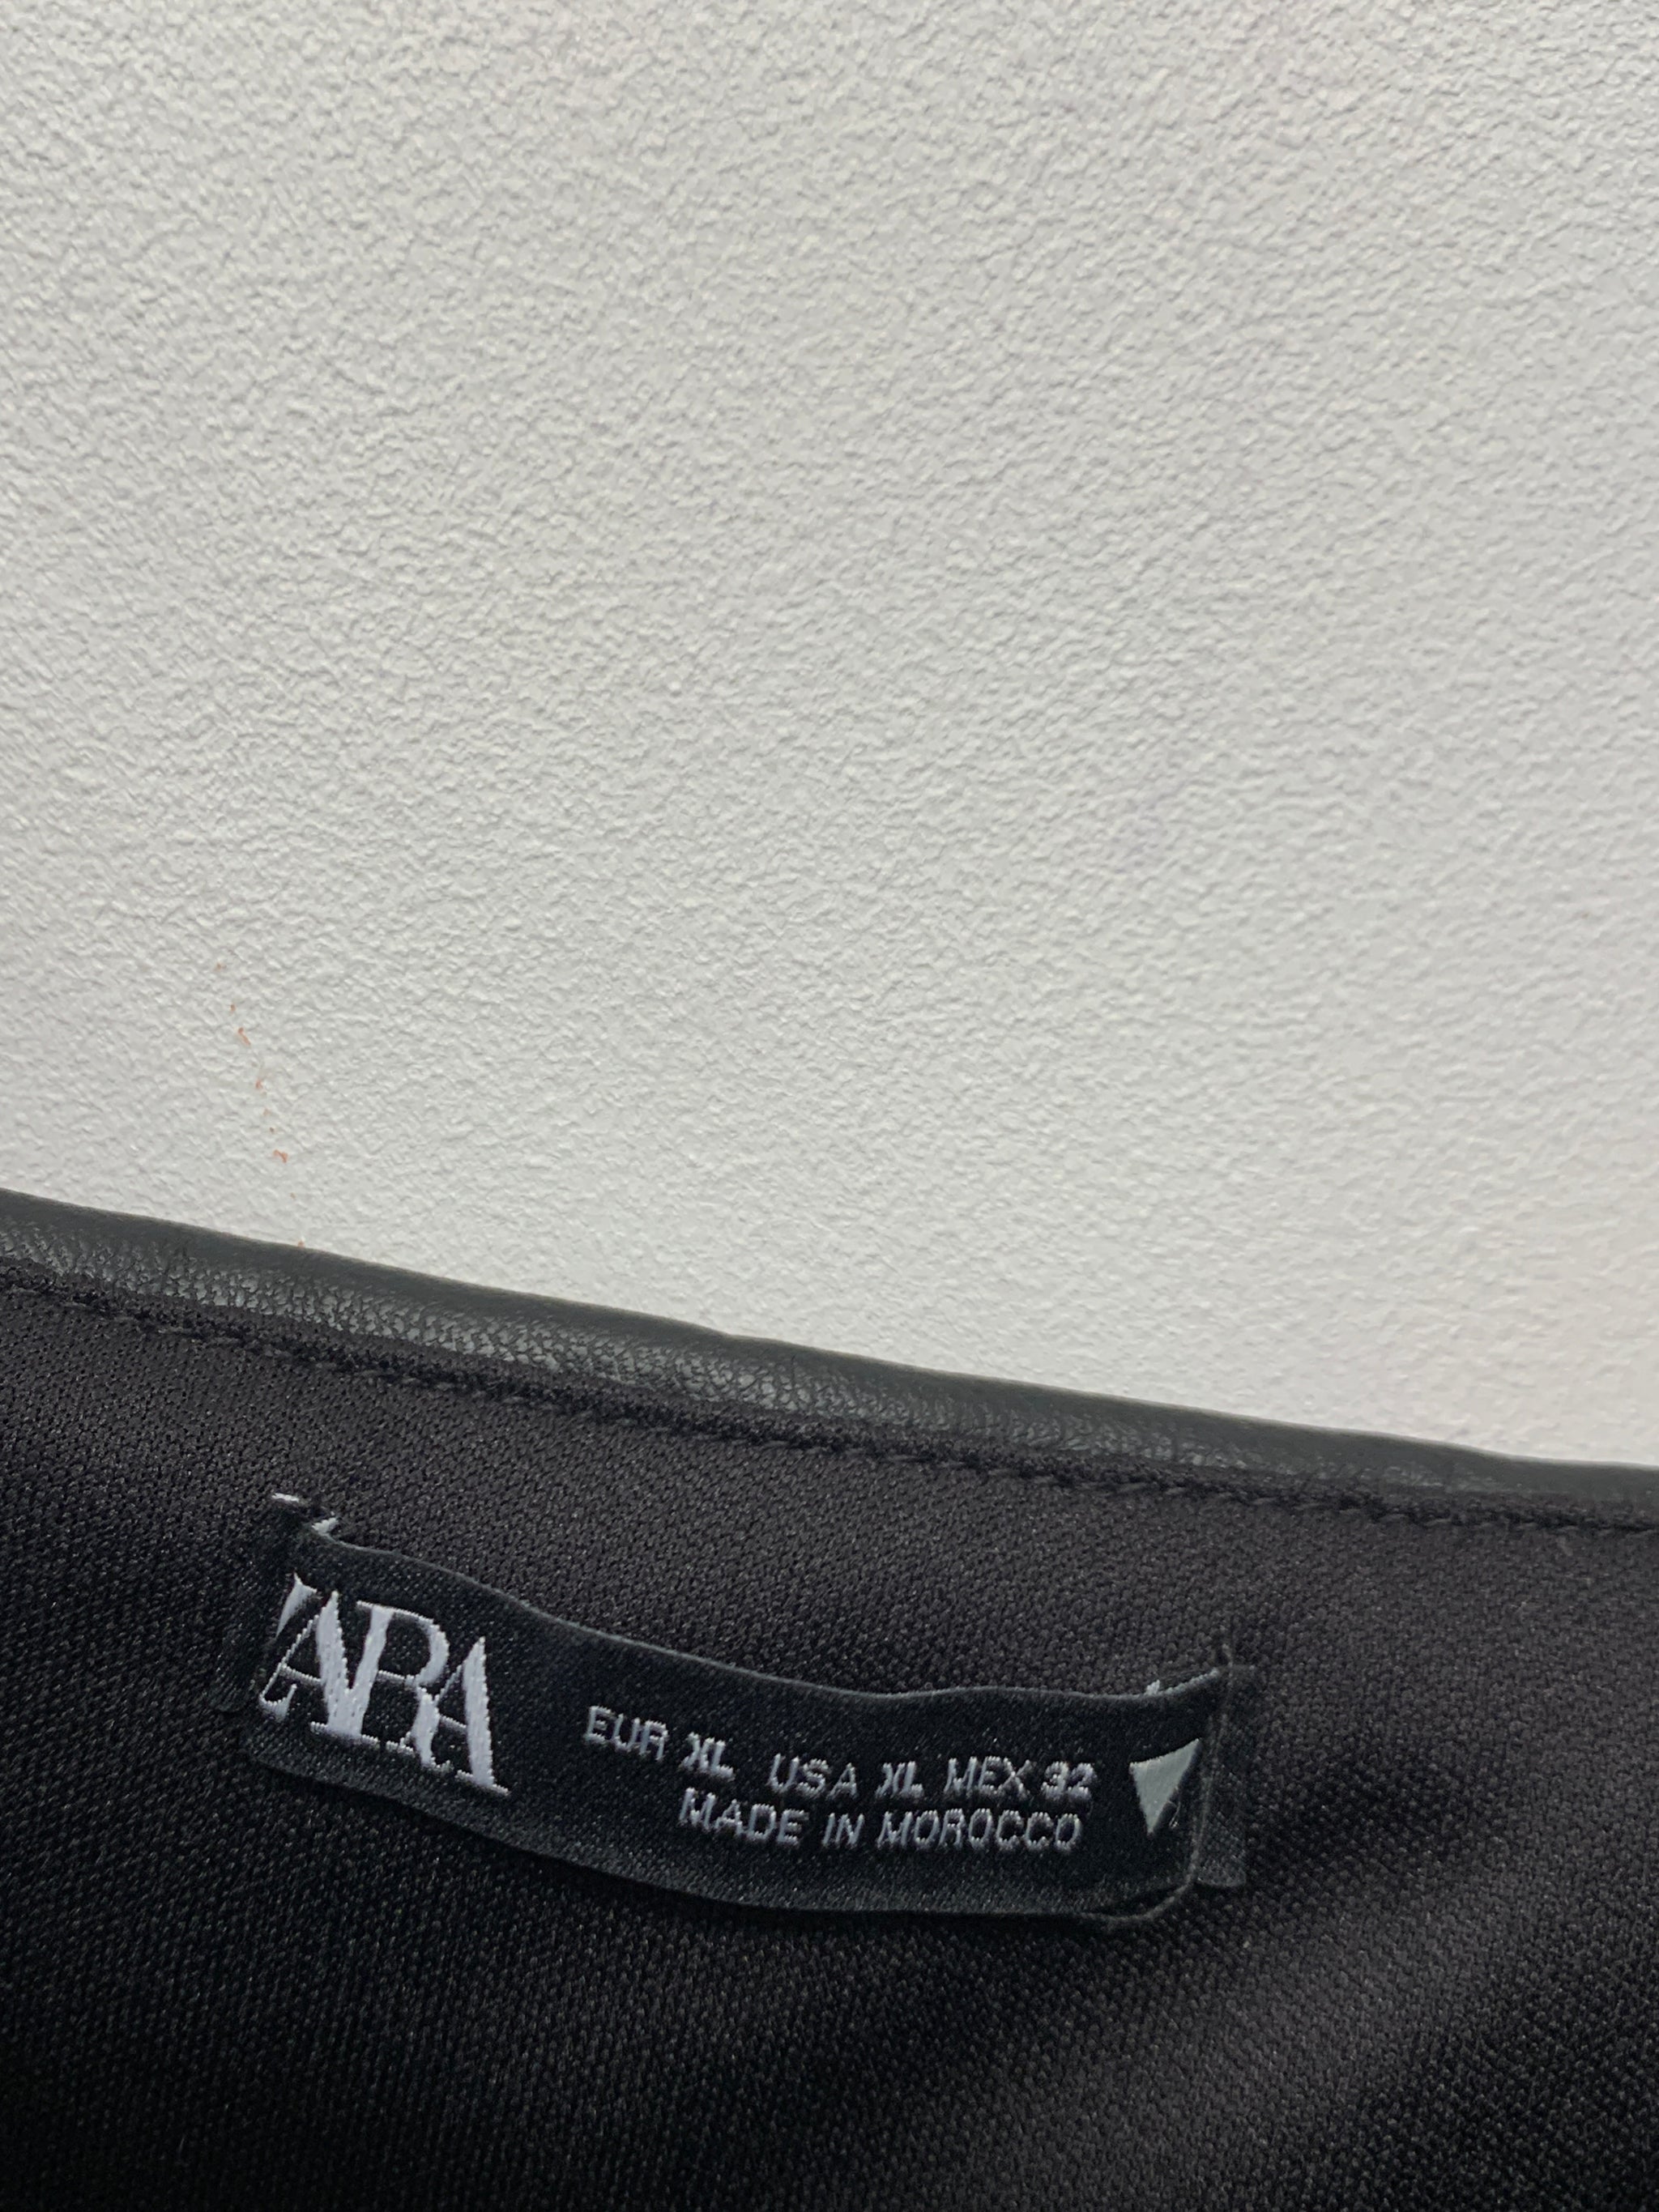 ZARA
EUR XL USA XL MEX 32
MADE IN MOROCCO